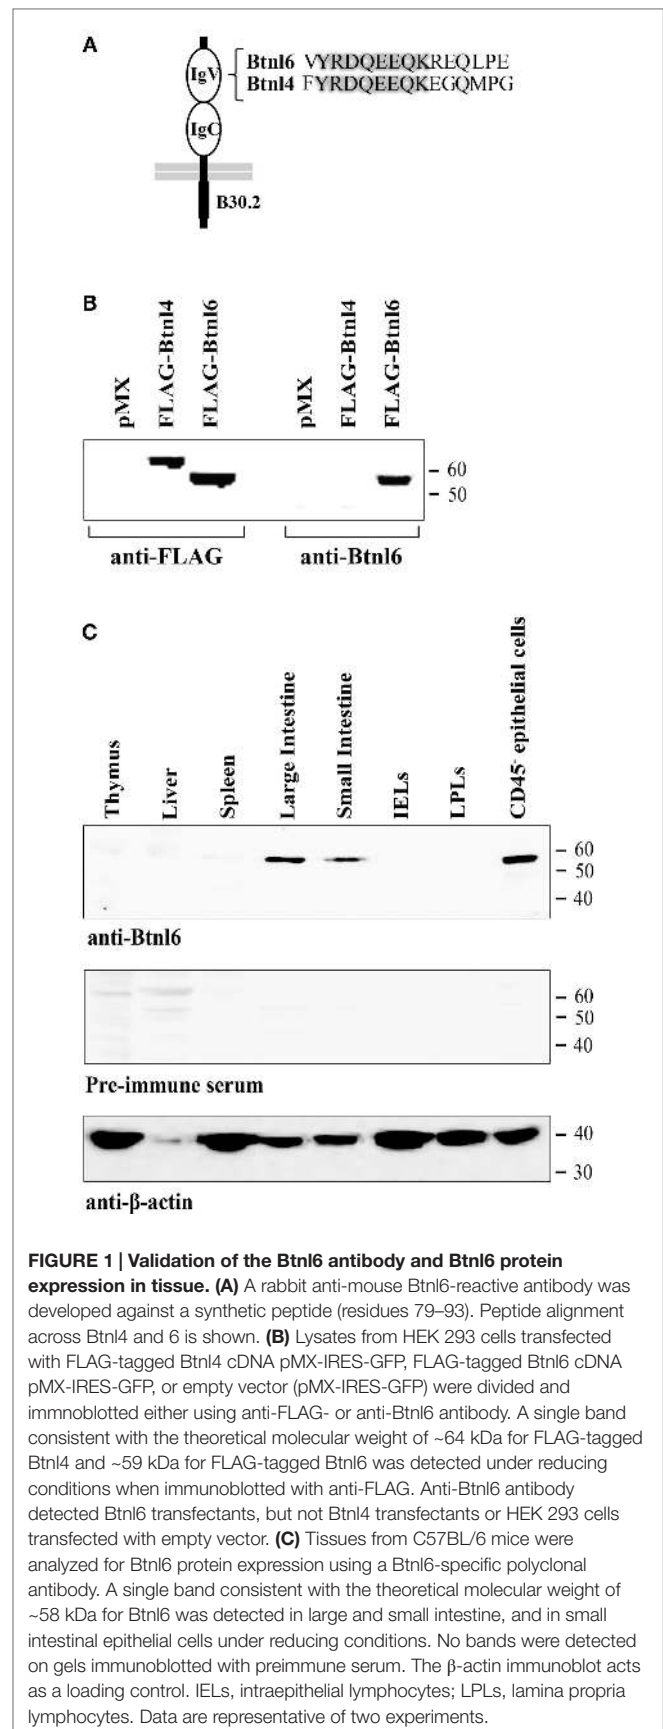 A
IgV
Btnl6 VYRDQEEQKREQLPE
Btnl4 FYRDQEEQKEGQMPG
IgC
B30.2
B
pMX
FLAG-Btnl4
FLAG-Btnl6
pMX
FLAG-Btnl4
FLAG-Btnl6
- 60
- 50
anti-FLAG
anti-Btnl6
C
Thymus
Liver
Spleen
Large Intestine
Small Intestine
IELs
LPLs
CD45- epithelial cells
- 60
- 50
- 40
anti-Btnl6
- 60
- 50
- 40
Pre-immune serum
- 40
- 30
anti-β-actin
FIGURE 1 | Validation of the Btnl6 antibody and Btnl6 protein
expression in tissue. (A) A rabbit anti-mouse Btnl6-reactive antibody was
developed against a synthetic peptide (residues 79–93). Peptide alignment
across Btnl4 and 6 is shown. (B) Lysates from HEK 293 cells transfected
with FLAG-tagged Btnl4 cDNA pMX-IRES-GFP, FLAG-tagged Btnl6 cDNA
pMX-IRES-GFP, or empty vector (pMX-IRES-GFP) were divided and
immnoblotted either using anti-FLAG- or anti-Btnl6 antibody. A single band
consistent with the theoretical molecular weight of ~64 kDa for FLAG-tagged
Btnl4 and ~59 kDa for FLAG-tagged Btnl6 was detected under reducing
conditions when immunoblotted with anti-FLAG. Anti-Btnl6 antibody
detected Btnl6 transfectants, but not Btnl4 transfectants or HEK 293 cells
transfected with empty vector. (C) Tissues from C57BL/6 mice were
analyzed for Btnl6 protein expression using a Btnl6-specific polyclonal
antibody. A single band consistent with the theoretical molecular weight of
~58 kDa for Btnl6 was detected in large and small intestine, and in small
intestinal epithelial cells under reducing conditions. No bands were detected
on gels immunoblotted with preimmune serum. The β-actin immunoblot acts
as a loading control. IELs, intraepithelial lymphocytes; LPLs, lamina propria
lymphocytes. Data are representative of two experiments.